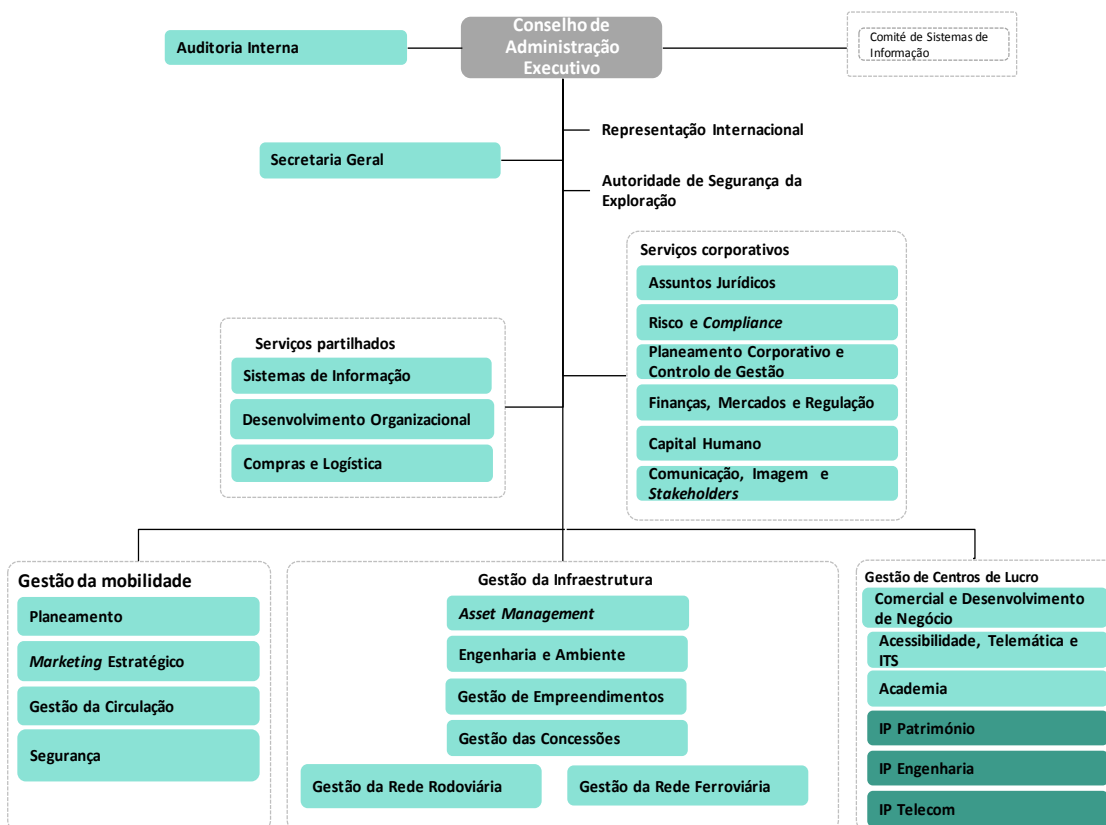 Conselho de
Administração
Executivo
Auditoria Interna
Comité de Sistemas de
Informação
Representação Internacional
Secretaria Geral
Autoridade de Segurança da
Exploração
Serviços corporativos
Assuntos Jurídicos
Risco e Compliance
Planeamento Corporativo e
Controlo de Gestão
Finanças, Mercados e Regulação
Capital Humano
Comunicação, Imagem e
Stakeholders
Serviços partilhados
Sistemas de Informação
Desenvolvimento Organizacional
Compras e Logística
Gestão da mobilidade
Planeamento
Marketing Estratégico
Gestão da Circulação
Segurança
Gestão da Infraestrutura
Asset Management
Engenharia e Ambiente
Gestão de Empreendimentos
Gestão das Concessões
Gestão da Rede Rodoviária
Gestão da Rede Ferroviária
Gestão de Centros de Lucro
Comercial e Desenvolvimento
de Negócio
Acessibilidade, Telemática e
ITS
Academia
IP Património
IP Engenharia
IP Telecom